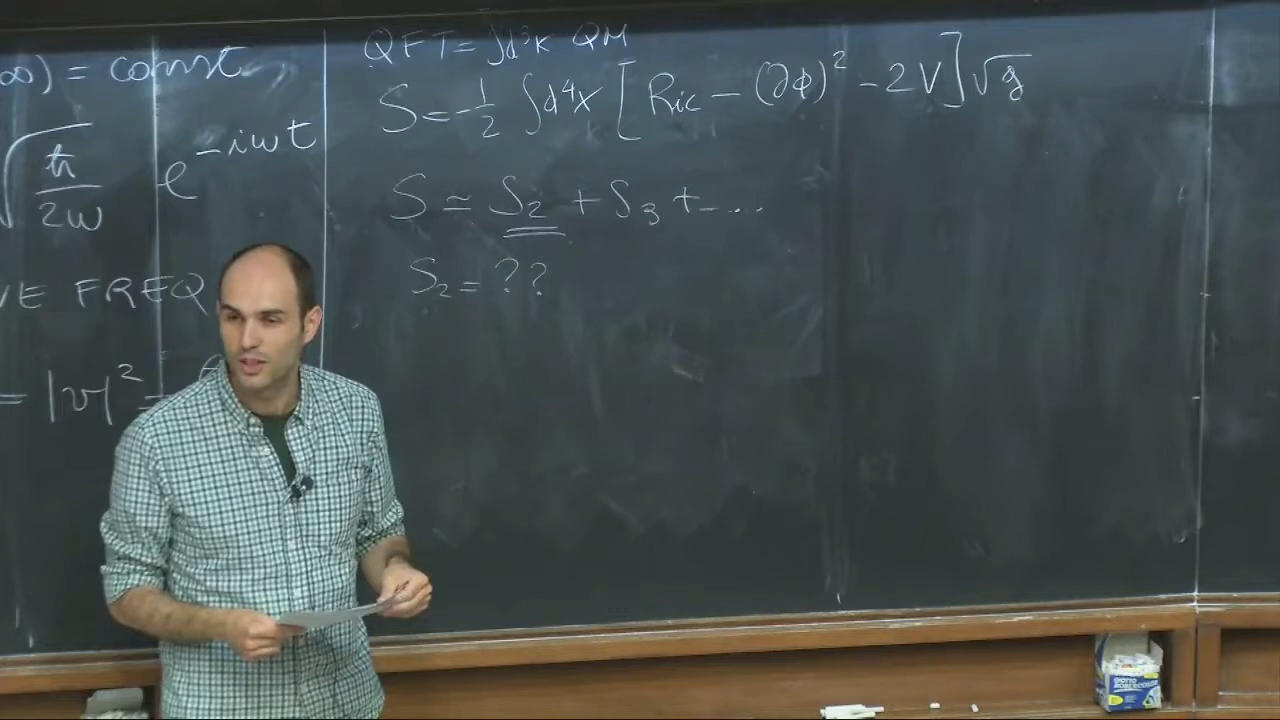 ∞) = const
√ħ/2ω e^{-iωt}
VE FREQ
= |v|² =
QFT = ∫d³k QM
S = -1/2 ∫d⁴x [Ric - (∂φ)² - 2V] √g
S ≃ S₂ + S₃ + ...
S₂ = ??